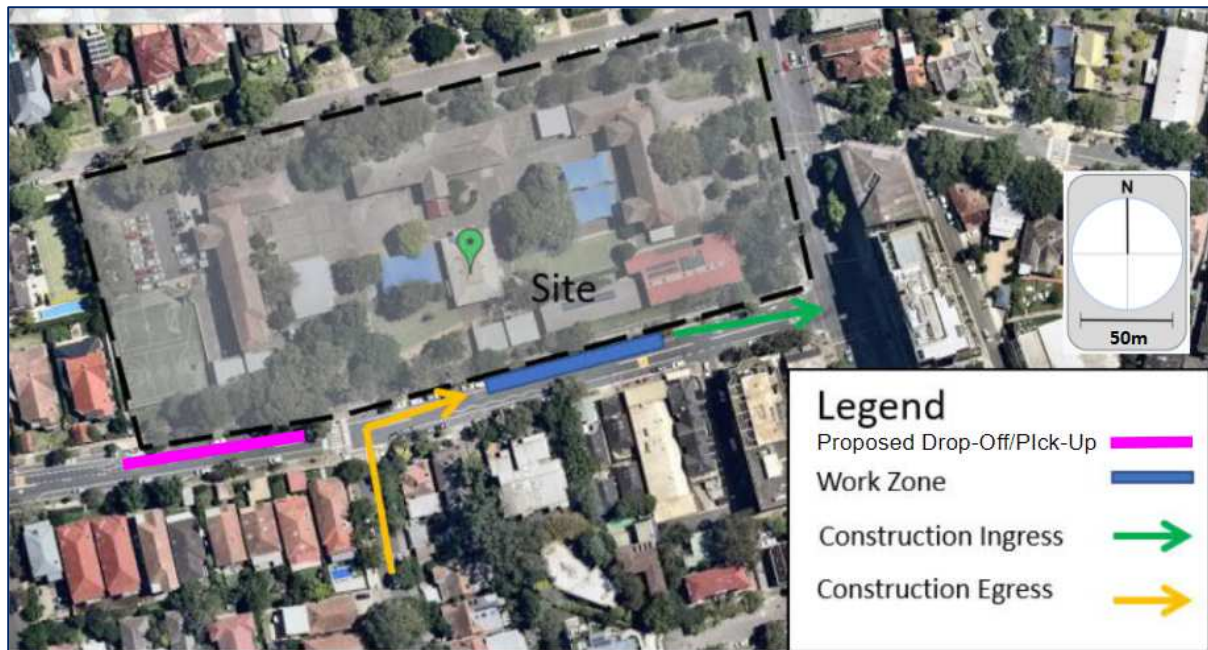 N
50m
Site
Legend
Proposed Drop-Off/PIck-Up
Work Zone
Construction Ingress
Construction Egress